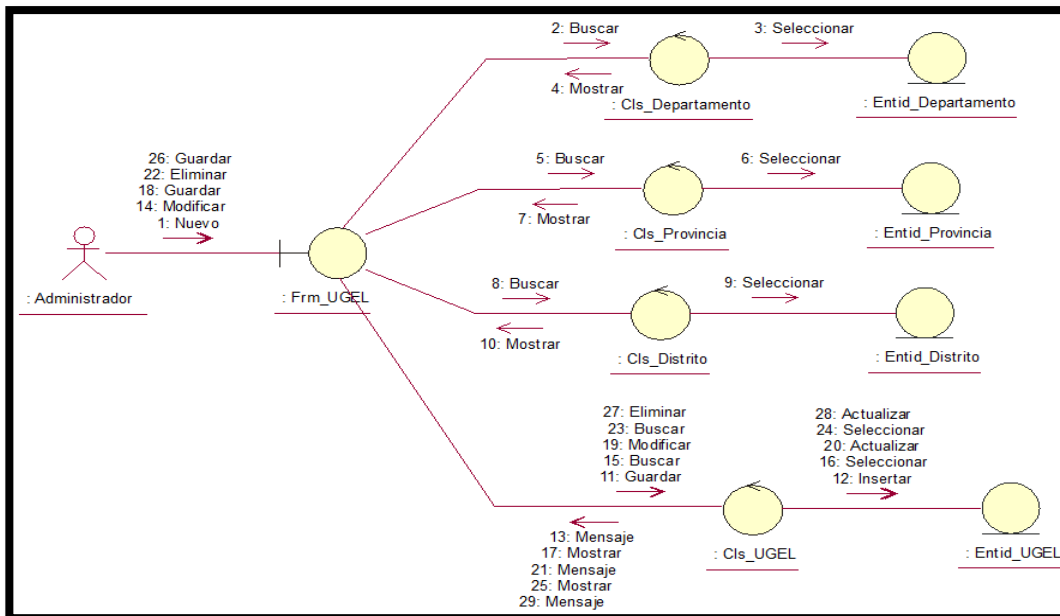 2: Buscar
3: Seleccionar
4: Mostrar
: Cls_Departamento
: Entid_Departamento
26: Guardar
22: Eliminar
18: Guardar
14: Modificar
1: Nuevo
5: Buscar
6: Seleccionar
7: Mostrar
: Cls_Provincia
: Entid_Provincia
: Administrador
: Frm_UGEL
8: Buscar
9: Seleccionar
10: Mostrar
: Cls_Distrito
: Entid_Distrito
27: Eliminar
23: Buscar
19: Modificar
15: Buscar
11: Guardar
28: Actualizar
24: Seleccionar
20: Actualizar
16: Seleccionar
12: Insertar
13: Mensaje
17: Mostrar
21: Mensaje
25: Mostrar
29: Mensaje
: Cls_UGEL
: Entid_UGEL